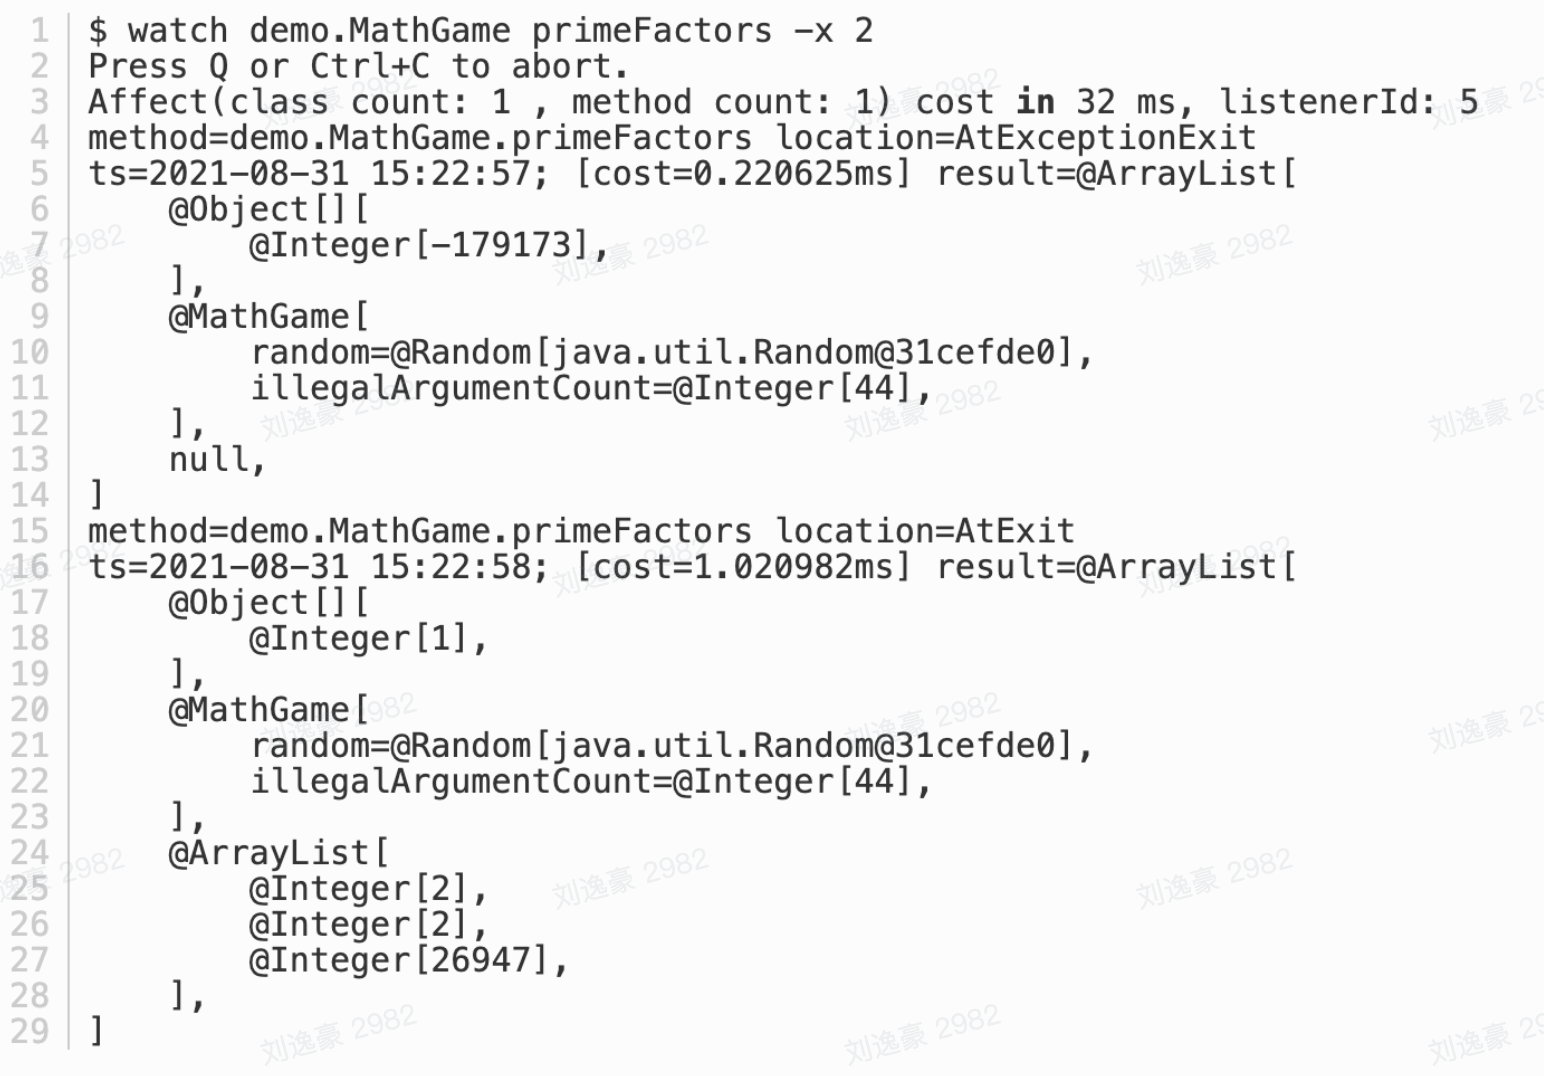 1 $ watch demo.MathGame primeFactors -x 2
2 Press Q or Ctrl+C to abort.
3 Affect(class count: 1 , method count: 1) cost in 32 ms, listenerId: 5
4 method=demo.MathGame.primeFactors location=AtExceptionExit
5 ts=2021-08-31 15:22:57; [cost=0.220625ms] result=@ArrayList[
6     @Object[][
7         @Integer[-179173],
8     ],
9     @MathGame[
10         random=@Random[java.util.Random@31cefde0],
11         illegalArgumentCount=@Integer[44],
12     ],
13     null,
14 ]
15 method=demo.MathGame.primeFactors location=AtExit
16 ts=2021-08-31 15:22:58; [cost=1.020982ms] result=@ArrayList[
17     @Object[][
18         @Integer[1],
19     ],
20     @MathGame[
21         random=@Random[java.util.Random@31cefde0],
22         illegalArgumentCount=@Integer[44],
23     ],
24     @ArrayList[
25         @Integer[2],
26         @Integer[2],
27         @Integer[26947],
28     ],
29 ]
刘逸豪 2982